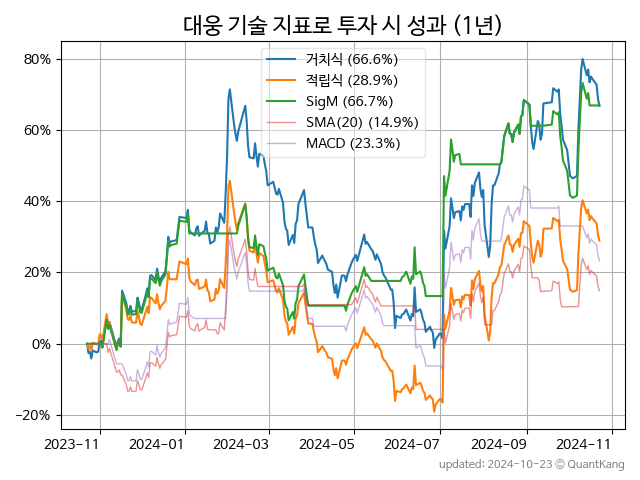 대웅 기술 지표로 투자 시 성과 (1년)
거치식 (66.6%)
적립식 (28.9%)
SigM (66.7%)
SMA(20) (14.9%)
MACD (23.3%)
80%
60%
40%
20%
0%
−20%
2023-11 2024-01 2024-03 2024-05 2024-07 2024-09 2024-11
updated: 2024-10-23 © QuantKang